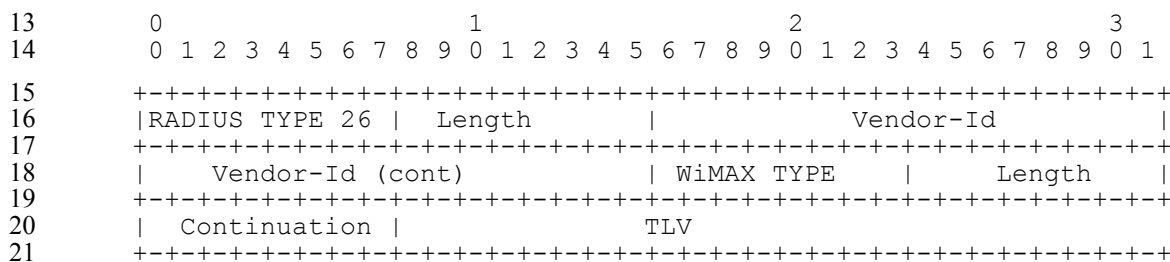 13 0 1 2 3
14 0 1 2 3 4 5 6 7 8 9 0 1 2 3 4 5 6 7 8 9 0 1 2 3 4 5 6 7 8 9 0 1
15 +-+-+-+-+-+-+-+-+-+-+-+-+-+-+-+-+-+-+-+-+-+-+-+-+-+-+-+-+-+-+-+-+
16 |RADIUS TYPE 26 | Length | Vendor-Id |
17 +-+-+-+-+-+-+-+-+-+-+-+-+-+-+-+-+-+-+-+-+-+-+-+-+-+-+-+-+-+-+-+-+
18 | Vendor-Id (cont) | WiMAX TYPE | Length |
19 +-+-+-+-+-+-+-+-+-+-+-+-+-+-+-+-+-+-+-+-+-+-+-+-+-+-+-+-+-+-+-+-+
20 | Continuation | TLV
21 +-+-+-+-+-+-+-+-+-+-+-+-+-+-+-+-+-+-+-+-+-+-+-+-+-+-+-+-+-+-+-+-+